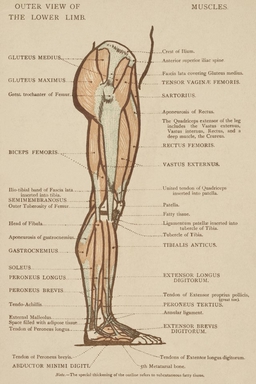 OUTER VIEW OF
THE LOWER LIMB.
MUSCLES.
GLUTEUS MEDIUS
GLUTEUS MAXIMUS
Great trochanter of Femur
BICEPS FEMORIS
Ilio-tibial band of Fascia lata
inserted into tibia.
SEMIMEMBRANOSUS
Outer Tuberosity of Femur
Head of Fibula
Aponeurosis of gastrocnemius
GASTROCNEMIUS
SOLEUS
PERONEUS LONGUS
PERONEUS BREVIS
Tendo Achillis
External Malleolus
Space filled with adipose tissue
Tendon of Peroneus longus
Tendon of Peroneus brevis.
ABDUCTOR MINIMI DIGITI.
Crest of Ilium.
Anterior superior iliac spine
Fascia lata covering Gluteus medius.
TENSOR VAGINÆ FEMORIS.
SARTORIUS.
Aponeurosis of Rectus.
The Quadriceps extensor of the leg
includes the Vastus externus,
Vastus internus, Rectus, and a
deep muscle, the Crureus.
RECTUS FEMORIS.
VASTUS EXTERNUS.
United tendon of Quadriceps
inserted into patella.
Patella.
Fatty tissue.
Ligamentum patellæ inserted into
tubercle of Tibia.
Tubercle of Tibia.
TIBIALIS ANTICUS.
EXTENSOR LONGUS
DIGITORUM.
Tendon of Extensor proprius pollicis,
(great toe).
PERONEUS TERTIUS.
Annular ligament.
EXTENSOR BREVIS
DIGITORUM.
Tendons of Extensor longus digitorum.
5th Metatarsal bone.
Note.—The special thickening of the outline refers to subcutaneous fatty tissue.